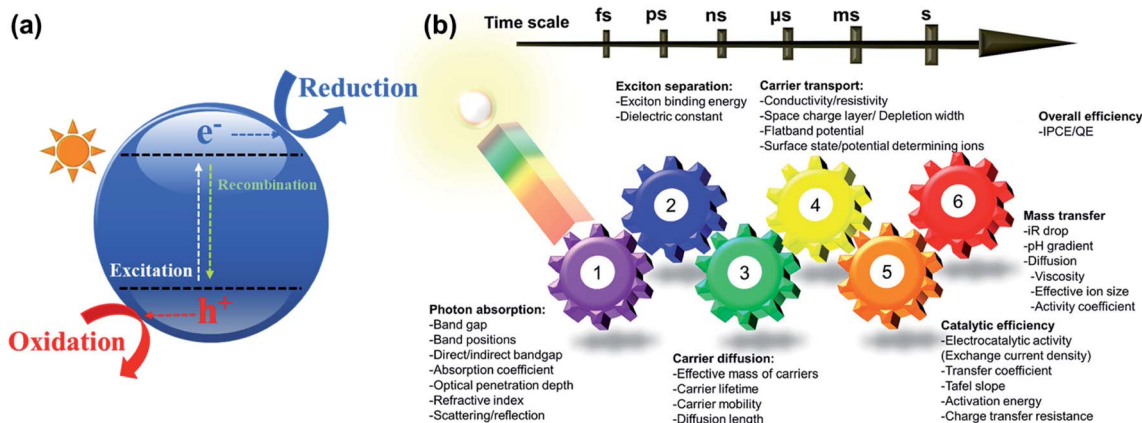 (a)
Reduction
e-
Recombination
Excitation
h+
Oxidation
(b)
Time scale
fs
ps
ns
µs
ms
s
Exciton separation:
-Exciton binding energy
-Dielectric constant
Carrier transport:
-Conductivity/resistivity
-Space charge layer/ Depletion width
-Flatband potential
-Surface state/potential determining ions
Overall efficiency
-IPCE/QE
1
2
3
4
5
6
Mass transfer
-iR drop
-pH gradient
-Diffusion
-Viscosity
-Effective ion size
-Activity coefficient
Photon absorption:
-Band gap
-Band positions
-Direct/indirect bandgap
-Absorption coefficient
-Optical penetration depth
-Refractive index
-Scattering/reflection
Carrier diffusion:
-Effective mass of carriers
-Carrier lifetime
-Carrier mobility
-Diffusion length
Catalytic efficiency
-Electrocatalytic activity
(Exchange current density)
-Transfer coefficient
-Tafel slope
-Activation energy
-Charge transfer resistance